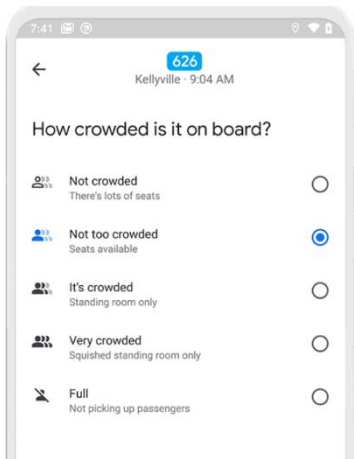 7:41
626
Kellyville · 9:04 AM
How crowded is it on board?
Not crowded
There's lots of seats
Not too crowded
Seats available
It's crowded
Standing room only
Very crowded
Squished standing room only
Full
Not picking up passengers